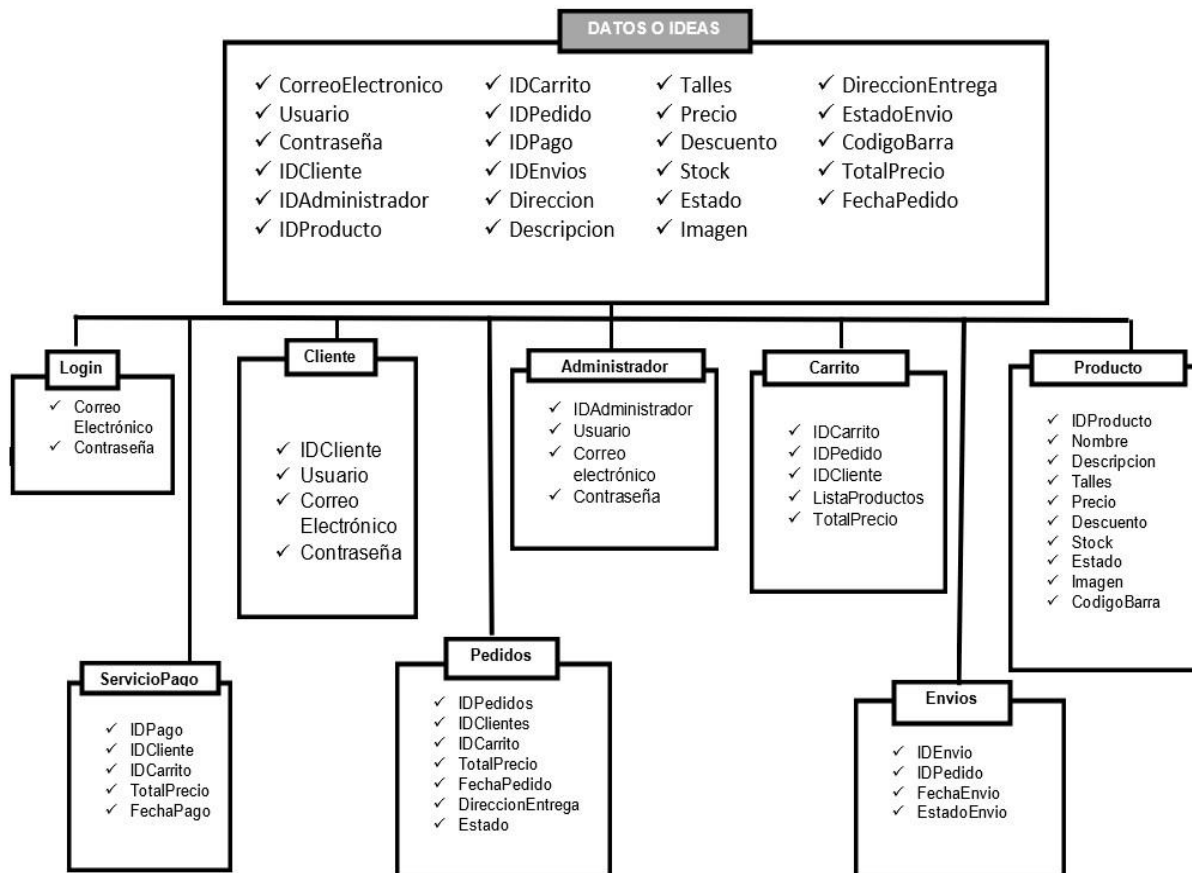 DATOS O IDEAS
CorreoElectronico
Usuario
Contraseña
IDCliente
IDAdministrador
IDProducto
IDCarrito
IDPedido
IDPago
IDEnvios
Direccion
Descripcion
Talles
Precio
Descuento
Stock
Estado
Imagen
DireccionEntrega
EstadoEnvio
CodigoBarra
TotalPrecio
FechaPedido
Login
Correo
Electrónico
Contraseña
Cliente
IDCliente
Usuario
Correo
Electrónico
Contraseña
Administrador
IDAdministrador
Usuario
Correo
electrónico
Contraseña
Carrito
IDCarrito
IDPedido
IDCliente
ListaProductos
TotalPrecio
Producto
IDProducto
Nombre
Descripcion
Talles
Precio
Descuento
Stock
Estado
Imagen
CodigoBarra
ServicioPago
IDPago
IDCliente
IDCarrito
TotalPrecio
FechaPago
Pedidos
IDPedidos
IDClientes
IDCarrito
TotalPrecio
FechaPedido
DireccionEntrega
Estado
Envios
IDEnvio
IDPedido
FechaEnvio
EstadoEnvio